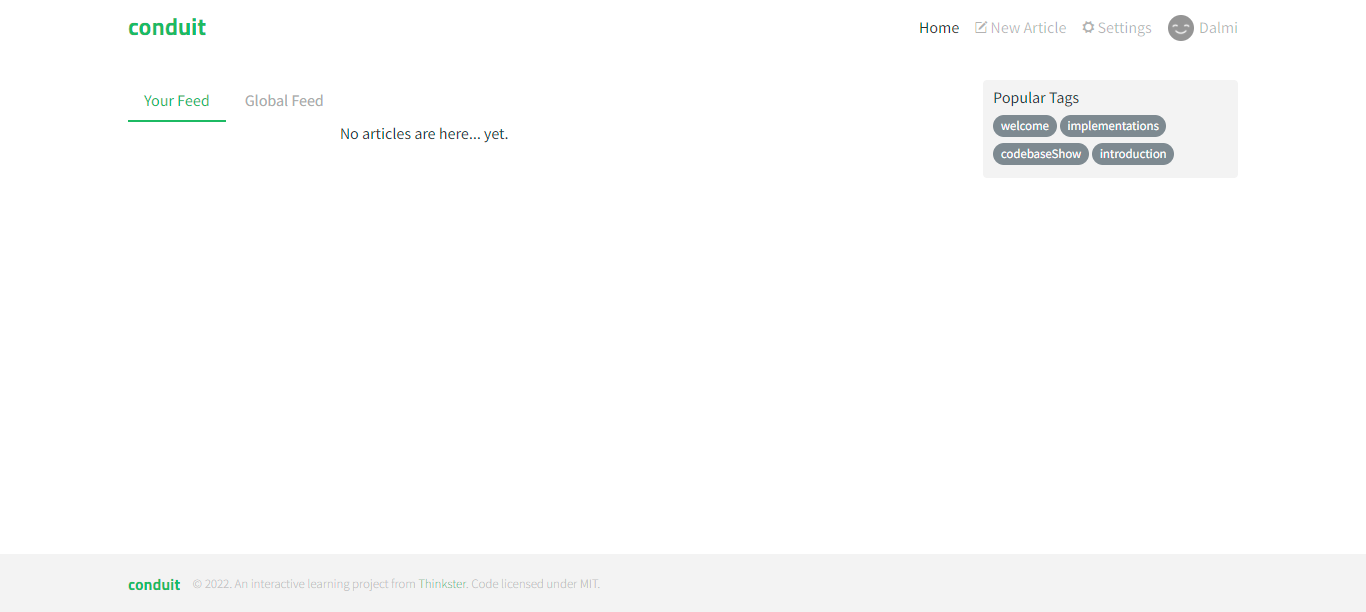 conduit
Home New Article Settings Dalmi
Your Feed Global Feed
No articles are here... yet.
Popular Tags
welcome implementations
codebaseShow introduction
conduit © 2022. An interactive learning project from Thinkster. Code licensed under MIT.